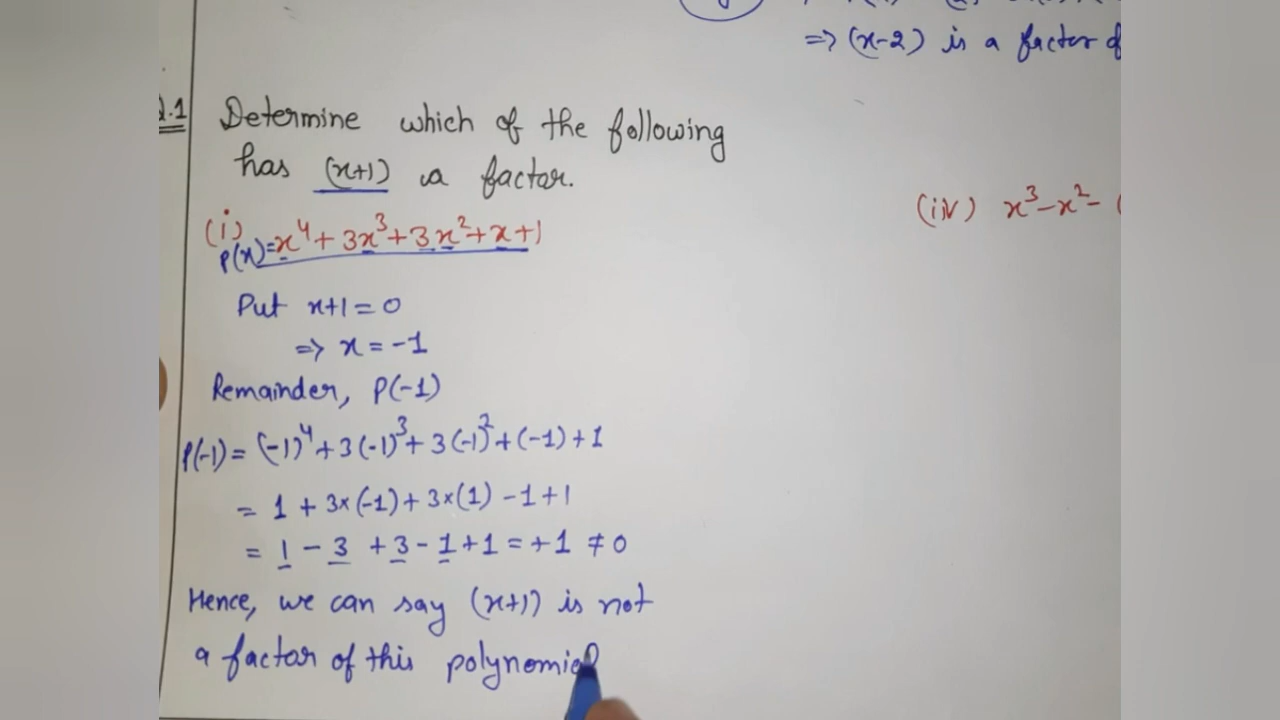 => (x-2) is a factor of
Q.1 Determine which of the following
has (x+1) a factor.
(i) p(x)=x⁴+3x³+3x²+x+1
(iv) x³-x²-
Put x+1=0
=> x=-1
Remainder, P(-1)
P(-1)= (-1)⁴+3(-1)³+3(-1)²+(-1)+1
= 1+3×(-1)+3×(1)-1+1
= 1-3+3-1+1=+1≠0
Hence, we can say (x+1) is not
a factor of this polynomial